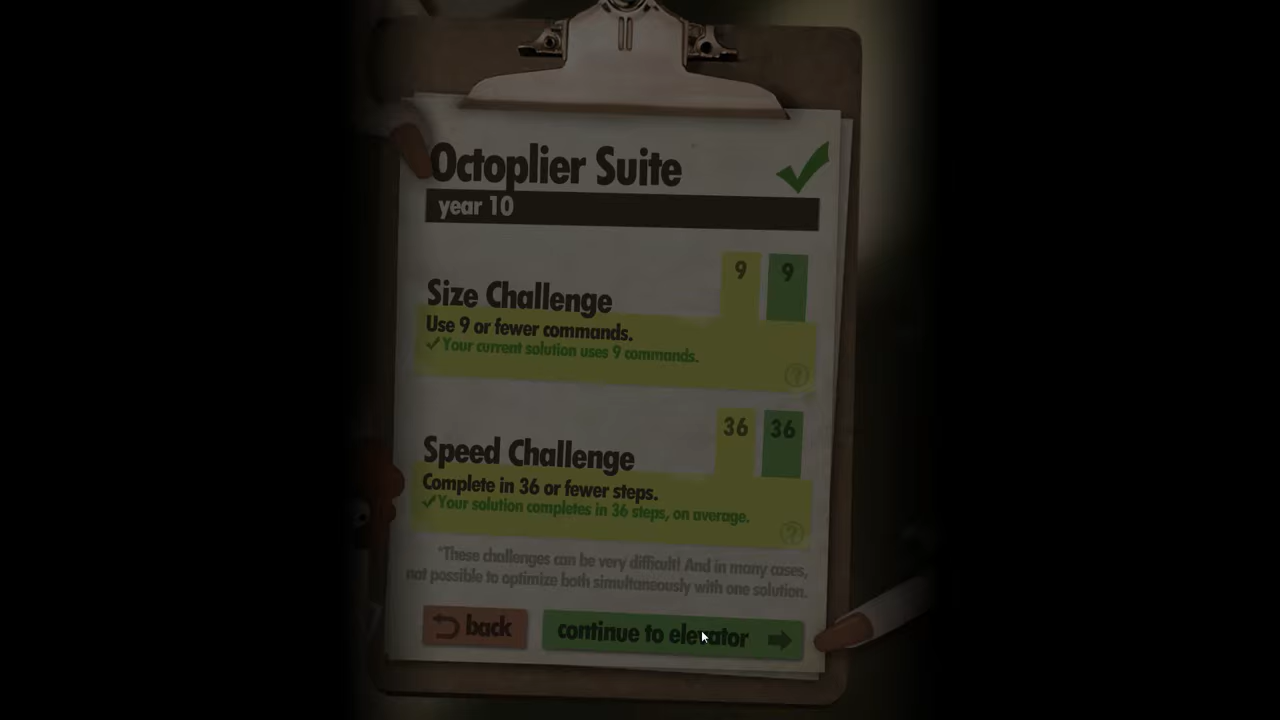 Octoplier Suite
year 10
9 9
Size Challenge
Use 9 or fewer commands.
Your current solution uses 9 commands.
?
36 36
Speed Challenge
Complete in 36 or fewer steps.
Your solution completes in 36 steps, on average.
?
*These challenges can be very difficult! And in many cases,
not possible to optimize both simultaneously with one solution.
back
continue to elevator